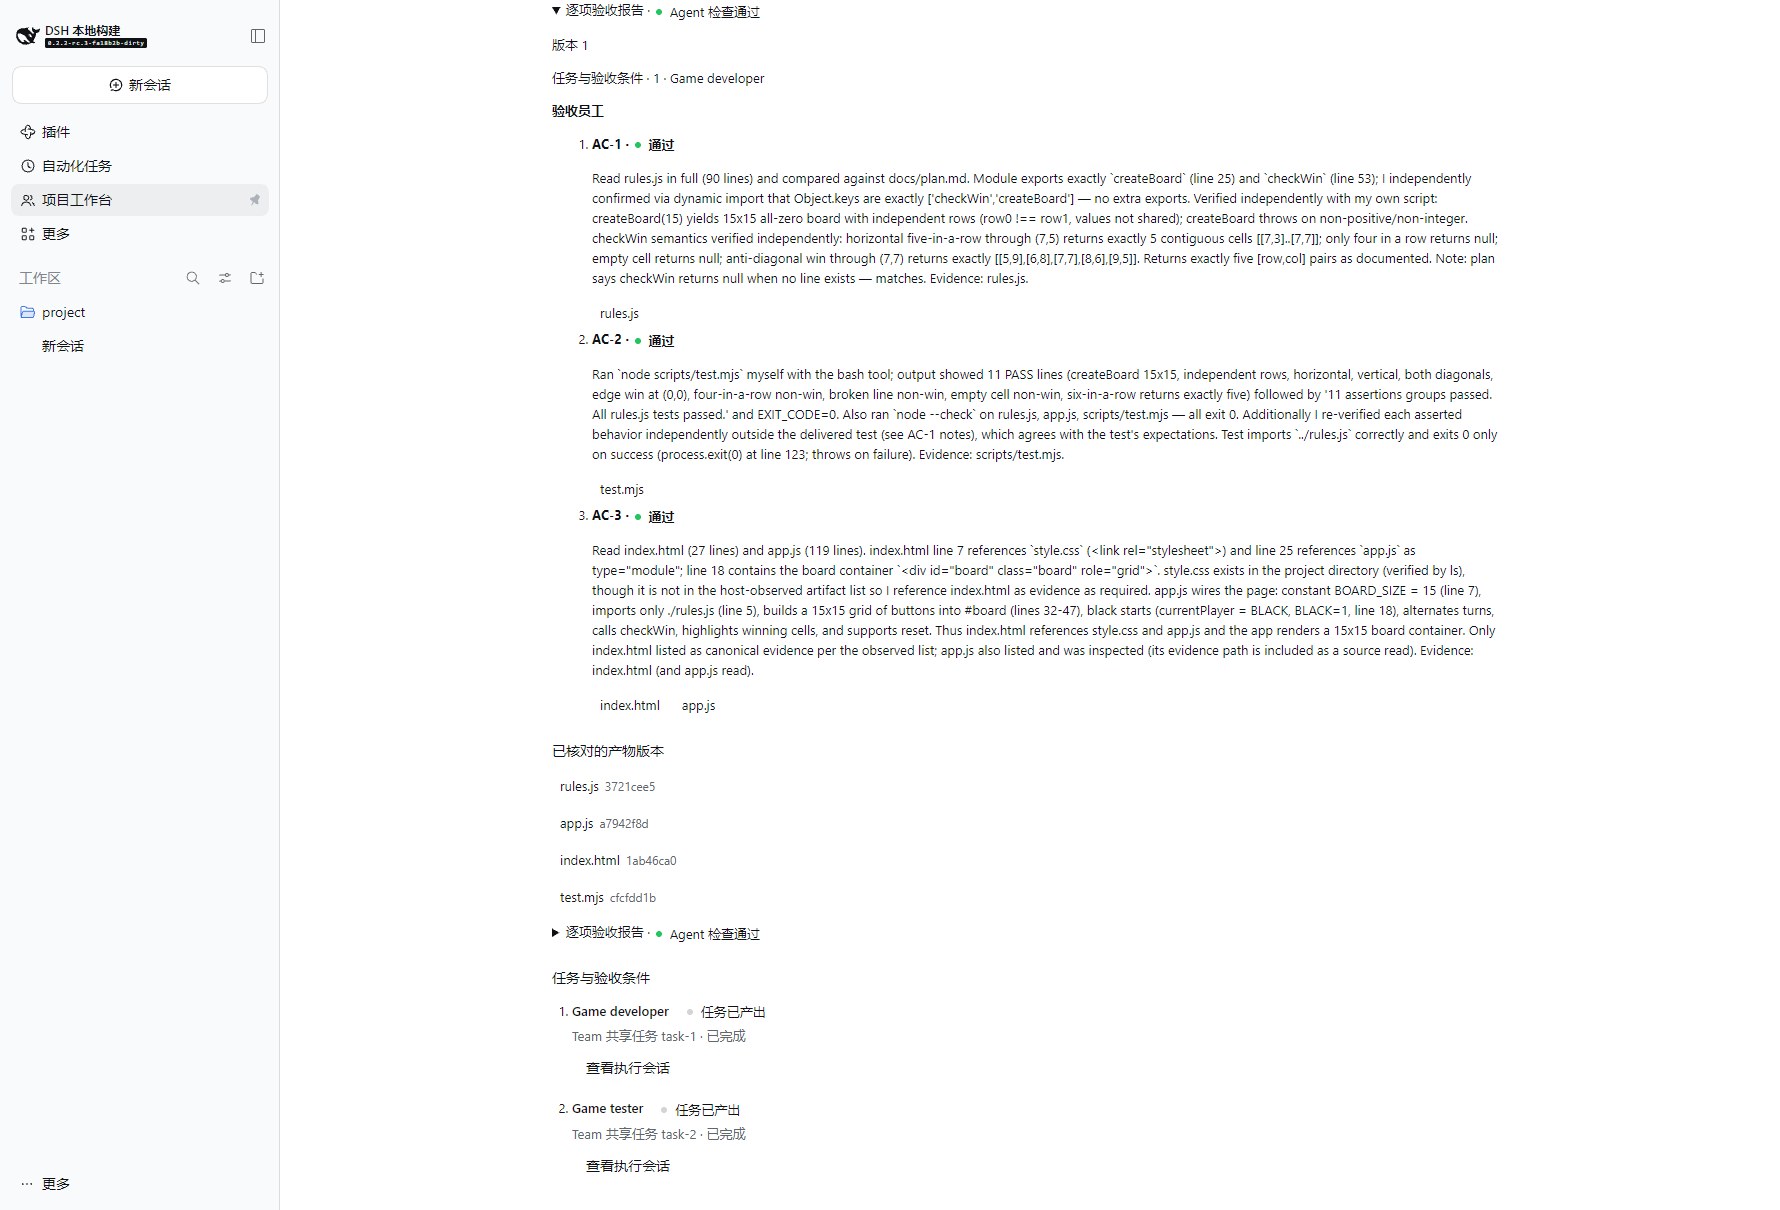 DSH 本地构建
0.2.2-rc.3-fa18b2b-dirty
新会话
插件
自动化任务
项目工作台
更多
工作区
project
新会话
更多
逐项验收报告 · Agent 检查通过
版本 1
任务与验收条件 · 1 · Game developer
验收员工
1. AC-1 · 通过
Read rules.js in full (90 lines) and compared against docs/plan.md. Module exports exactly `createBoard` (line 25) and `checkWin` (line 53); I independently
confirmed via dynamic import that Object.keys are exactly ['checkWin','createBoard'] — no extra exports. Verified independently with my own script:
createBoard(15) yields 15x15 all-zero board with independent rows (row0 !== row1, values not shared); createBoard throws on non-positive/non-integer.
checkWin semantics verified independently: horizontal five-in-a-row through (7,5) returns exactly 5 contiguous cells [[7,3]..[7,7]]; only four in a row returns null;
empty cell returns null; anti-diagonal win through (7,7) returns exactly [[5,9],[6,8],[7,7],[8,6],[9,5]]. Returns exactly five [row,col] pairs as documented. Note: plan
says checkWin returns null when no line exists — matches. Evidence: rules.js.
rules.js
2. AC-2 · 通过
Ran `node scripts/test.mjs` myself with the bash tool; output showed 11 PASS lines (createBoard 15x15, independent rows, horizontal, vertical, both diagonals,
edge win at (0,0), four-in-a-row non-win, broken line non-win, empty cell non-win, six-in-a-row returns exactly five) followed by '11 assertions groups passed.
All rules.js tests passed.' and EXIT_CODE=0. Also ran `node --check` on rules.js, app.js, scripts/test.mjs — all exit 0. Additionally I re-verified each asserted
behavior independently outside the delivered test (see AC-1 notes), which agrees with the test's expectations. Test imports `../rules.js` correctly and exits 0 only
on success (process.exit(0) at line 123; throws on failure). Evidence: scripts/test.mjs.
test.mjs
3. AC-3 · 通过
Read index.html (27 lines) and app.js (119 lines). index.html line 7 references `style.css` (<link rel="stylesheet">) and line 25 references `app.js` as
type="module"; line 18 contains the board container `<div id="board" class="board" role="grid">`. style.css exists in the project directory (verified by ls),
though it is not in the host-observed artifact list so I reference index.html as evidence as required. app.js wires the page: constant BOARD_SIZE = 15 (line 7),
imports only ./rules.js (line 5), builds a 15x15 grid of buttons into #board (lines 32-47), black starts (currentPlayer = BLACK, BLACK=1, line 18), alternates turns,
calls checkWin, highlights winning cells, and supports reset. Thus index.html references style.css and app.js and the app renders a 15x15 board container. Only
index.html listed as canonical evidence per the observed list; app.js also listed and was inspected (its evidence path is included as a source read). Evidence:
index.html (and app.js read).
index.html app.js
已核对的产物版本
rules.js 3721cee5
app.js a7942f8d
index.html 1ab46ca0
test.mjs cfcfdd1b
逐项验收报告 · Agent 检查通过
任务与验收条件
1. Game developer 任务已产出
Team 共享任务 task-1 · 已完成
查看执行会话
2. Game tester 任务已产出
Team 共享任务 task-2 · 已完成
查看执行会话